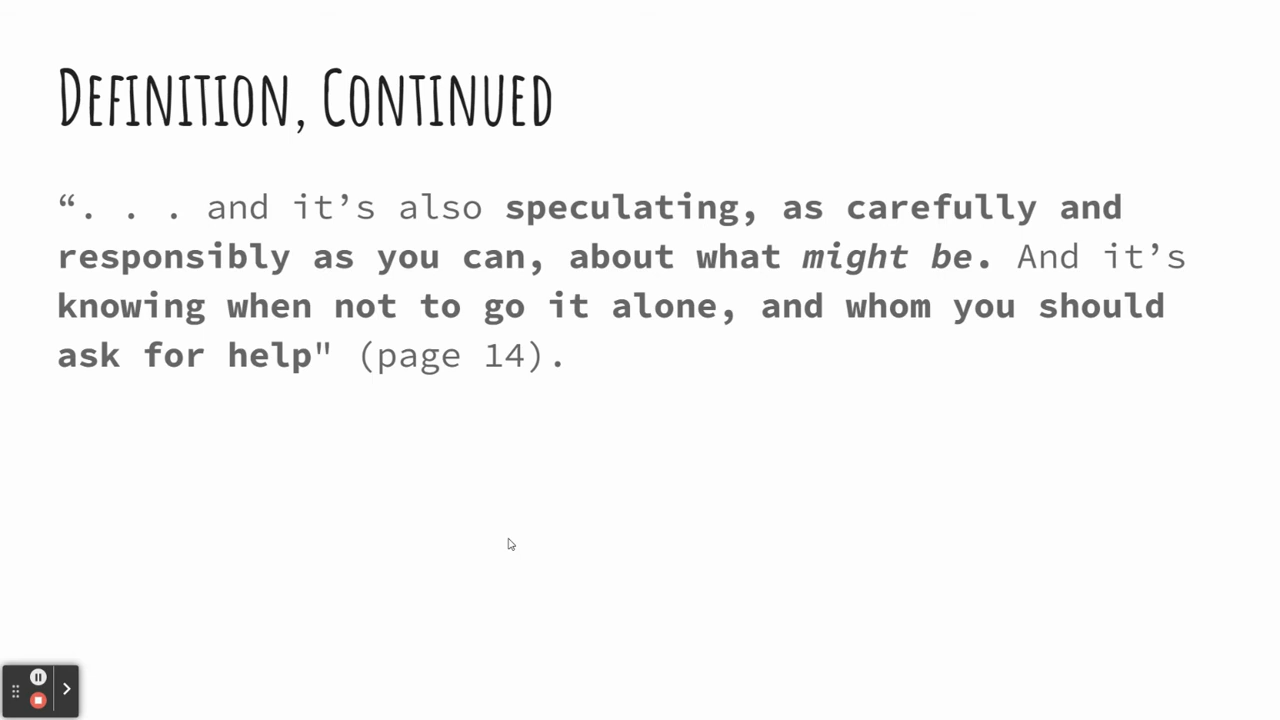 Definition, Continued
“. . . and it’s also speculating, as carefully and
responsibly as you can, about what might be. And it’s
knowing when not to go it alone, and whom you should
ask for help" (page 14).